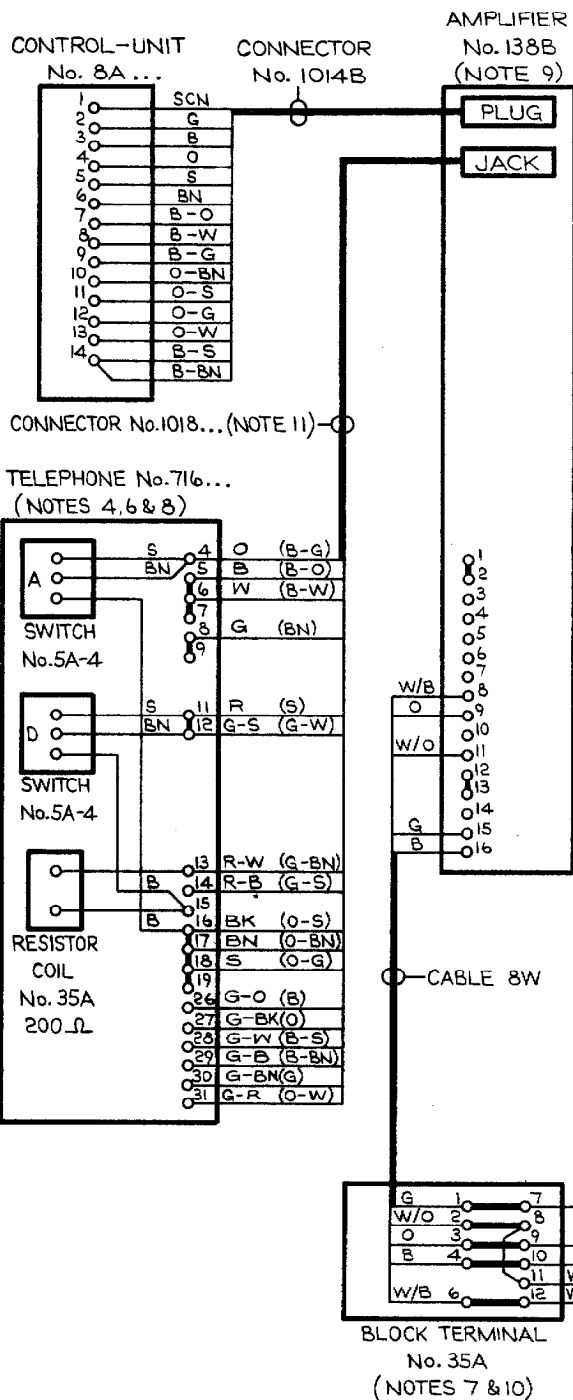 AMPLIFIER
No. 138B
(NOTE 9)
CONTROL-UNIT
No. 8A ...
CONNECTOR
No. 1014B
PLUG
JACK
1 SCN
2 G
3 B
4 O
5 S
6 BN
7 B-O
8 B-W
9 B-G
10 O-BN
11 O-S
12 O-G
13 O-W
14 B-S
B-BN
CONNECTOR No.1018...(NOTE 11)
TELEPHONE No.716...
(NOTES 4,6 & 8)
A
S
BN
SWITCH
No.5A-4
4 O (B-G)
5 B (B-O)
6 W (B-W)
7
8 G (BN)
9
D
S
BN
SWITCH
No.5A-4
11 R (S)
12 G-S (G-W)
B
B
RESISTOR
COIL
No. 35A
200Ω
13 R-W (G-BN)
14 R-B (G-S)
15
16 BK (O-S)
17 BN (O-BN)
18 S (O-G)
19
26 G-O (B)
27 G-BK(O)
28 G-W (B-S)
29 G-B (B-BN)
30 G-BN(G)
31 G-R (O-W)
1
2
3
4
5
6
7
W/B 8
O 9
10
W/O 11
12
13
14
G 15
B 16
CABLE 8W
G 1 7
W/O 2 8
O 3 9
B 4 10
11 W
W/B 6 12 W
BLOCK TERMINAL
No. 35A
(NOTES 7 & 10)